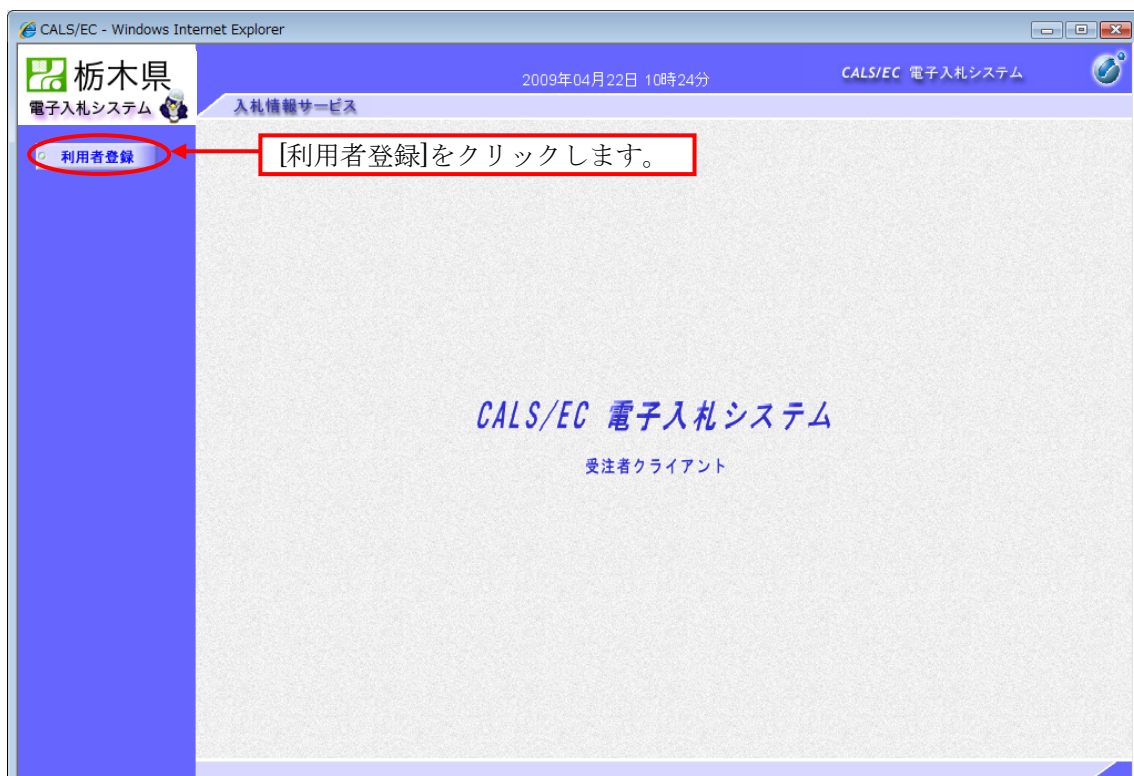 CALS/EC - Windows Internet Explorer
栃木県
電子入札システム
2009年04月22日 10時24分
CALS/EC 電子入札システム
入札情報サービス
利用者登録
[利用者登録]をクリックします。
CALS/EC 電子入札システム
受注者クライアント